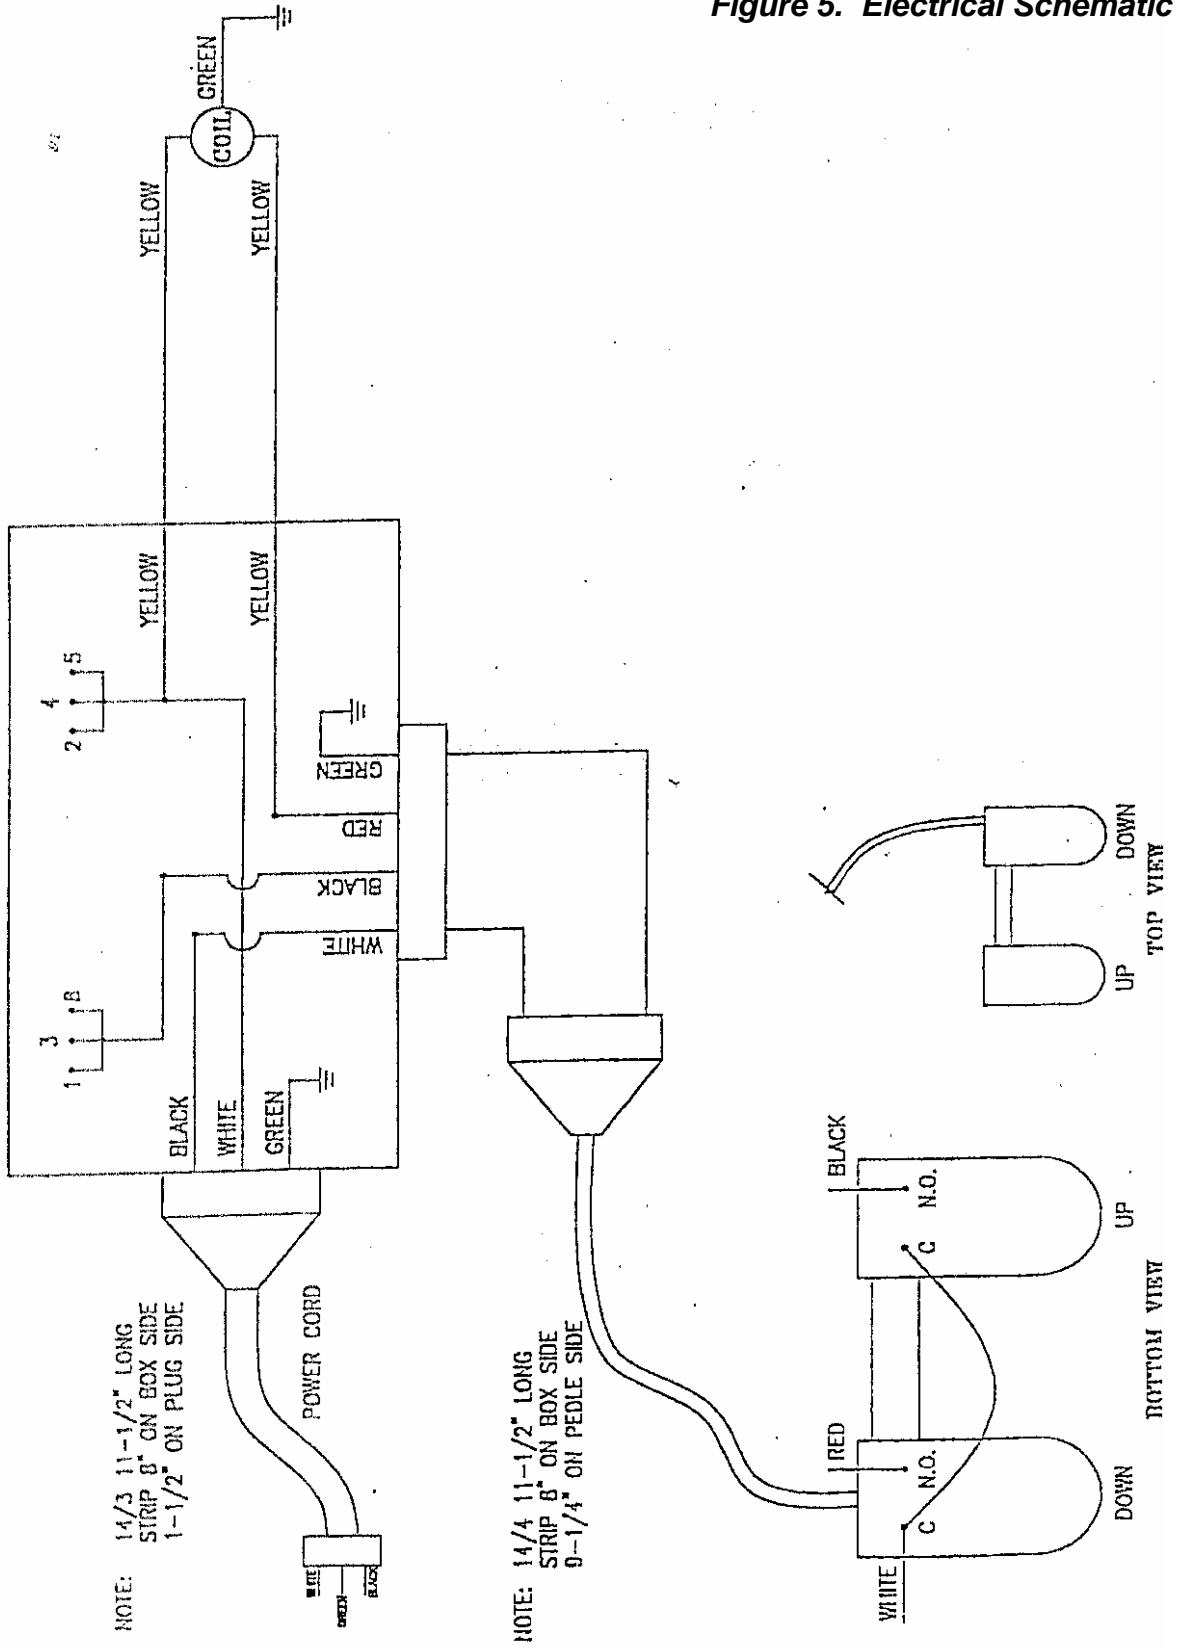 Figure 5. Electrical Schematic
GREEN
COIL
YELLOW
YELLOW
YELLOW
YELLOW
2 4 5
1 3 8
GREEN
RED
BLACK
WHITE
BLACK
WHITE
GREEN
NOTE: 14/3 11-1/2" LONG
STRIP 8" ON BOX SIDE
1-1/2" ON PLUG SIDE
POWER CORD
WHITE
GREEN
BLACK
NOTE: 14/4 11-1/2" LONG
STRIP 8" ON BOX SIDE
9-1/4" ON PEDLE SIDE
UP
DOWN
TOP VIEW
WHITE
RED
BLACK
C
N.O.
C
N.O.
DOWN
UP
BOTTOM VIEW